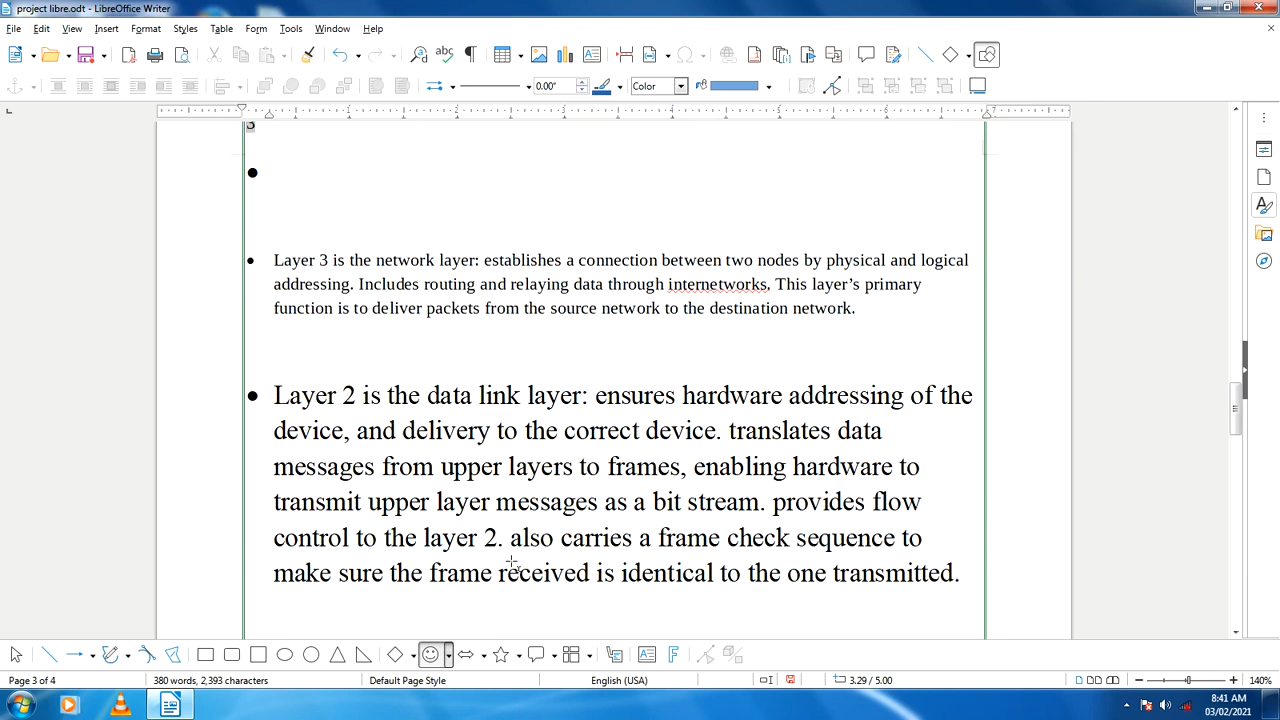 project libre.odt - LibreOffice Writer
File Edit View Insert Format Styles Table Form Tools Window Help
0.00"
Color
1 2 3 4 5 6 7
• Layer 3 is the network layer: establishes a connection between two nodes by physical and logical
addressing. Includes routing and relaying data through internetworks. This layer’s primary
function is to deliver packets from the source network to the destination network.
• Layer 2 is the data link layer: ensures hardware addressing of the
device, and delivery to the correct device. translates data
messages from upper layers to frames, enabling hardware to
transmit upper layer messages as a bit stream. provides flow
control to the layer 2. also carries a frame check sequence to
make sure the frame received is identical to the one transmitted.
Page 3 of 4 380 words, 2,393 characters Default Page Style English (USA) 3.29 / 5.00 140%
8:41 AM
03/02/2021